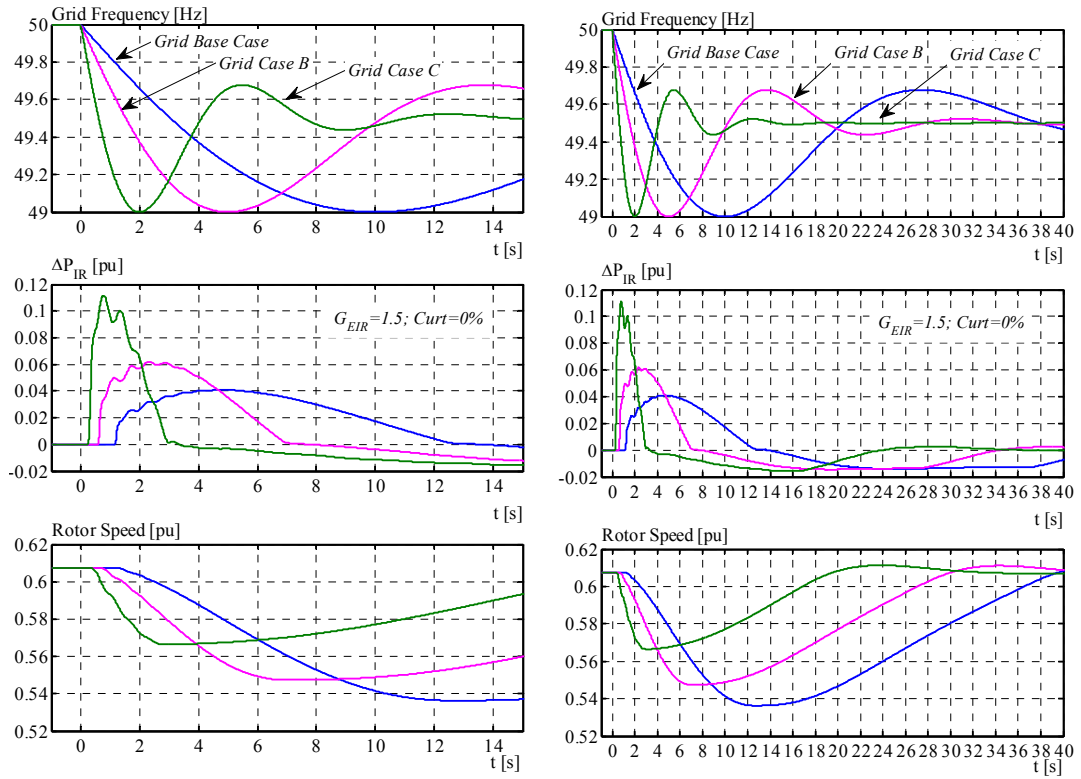 Grid Frequency [Hz]
50
49.8
49.6
49.4
49.2
49
Grid Base Case
Grid Case B
Grid Case C
0 2 4 6 8 10 12 14
t [s]
ΔP_IR [pu]
0.12
0.1
0.08
0.06
0.04
0.02
0
-0.02
G_EIR=1.5; Curt=0%
0 2 4 6 8 10 12 14
t [s]
Rotor Speed [pu]
0.62
0.6
0.58
0.56
0.54
0.52
0 2 4 6 8 10 12 14
t [s]
Grid Frequency [Hz]
50
49.8
49.6
49.4
49.2
49
Grid Base Case
Grid Case B
Grid Case C
0 2 4 6 8 10 12 14 16 18 20 22 24 26 28 30 32 34 36 38 40
t [s]
ΔP_IR [pu]
0.12
0.1
0.08
0.06
0.04
0.02
0
-0.02
G_EIR=1.5; Curt=0%
0 2 4 6 8 10 12 14 16 18 20 22 24 26 28 30 32 34 36 38 40
t [s]
Rotor Speed [pu]
0.62
0.6
0.58
0.56
0.54
0.52
0 2 4 6 8 10 12 14 16 18 20 22 24 26 28 30 32 34 36 38 40
t [s]